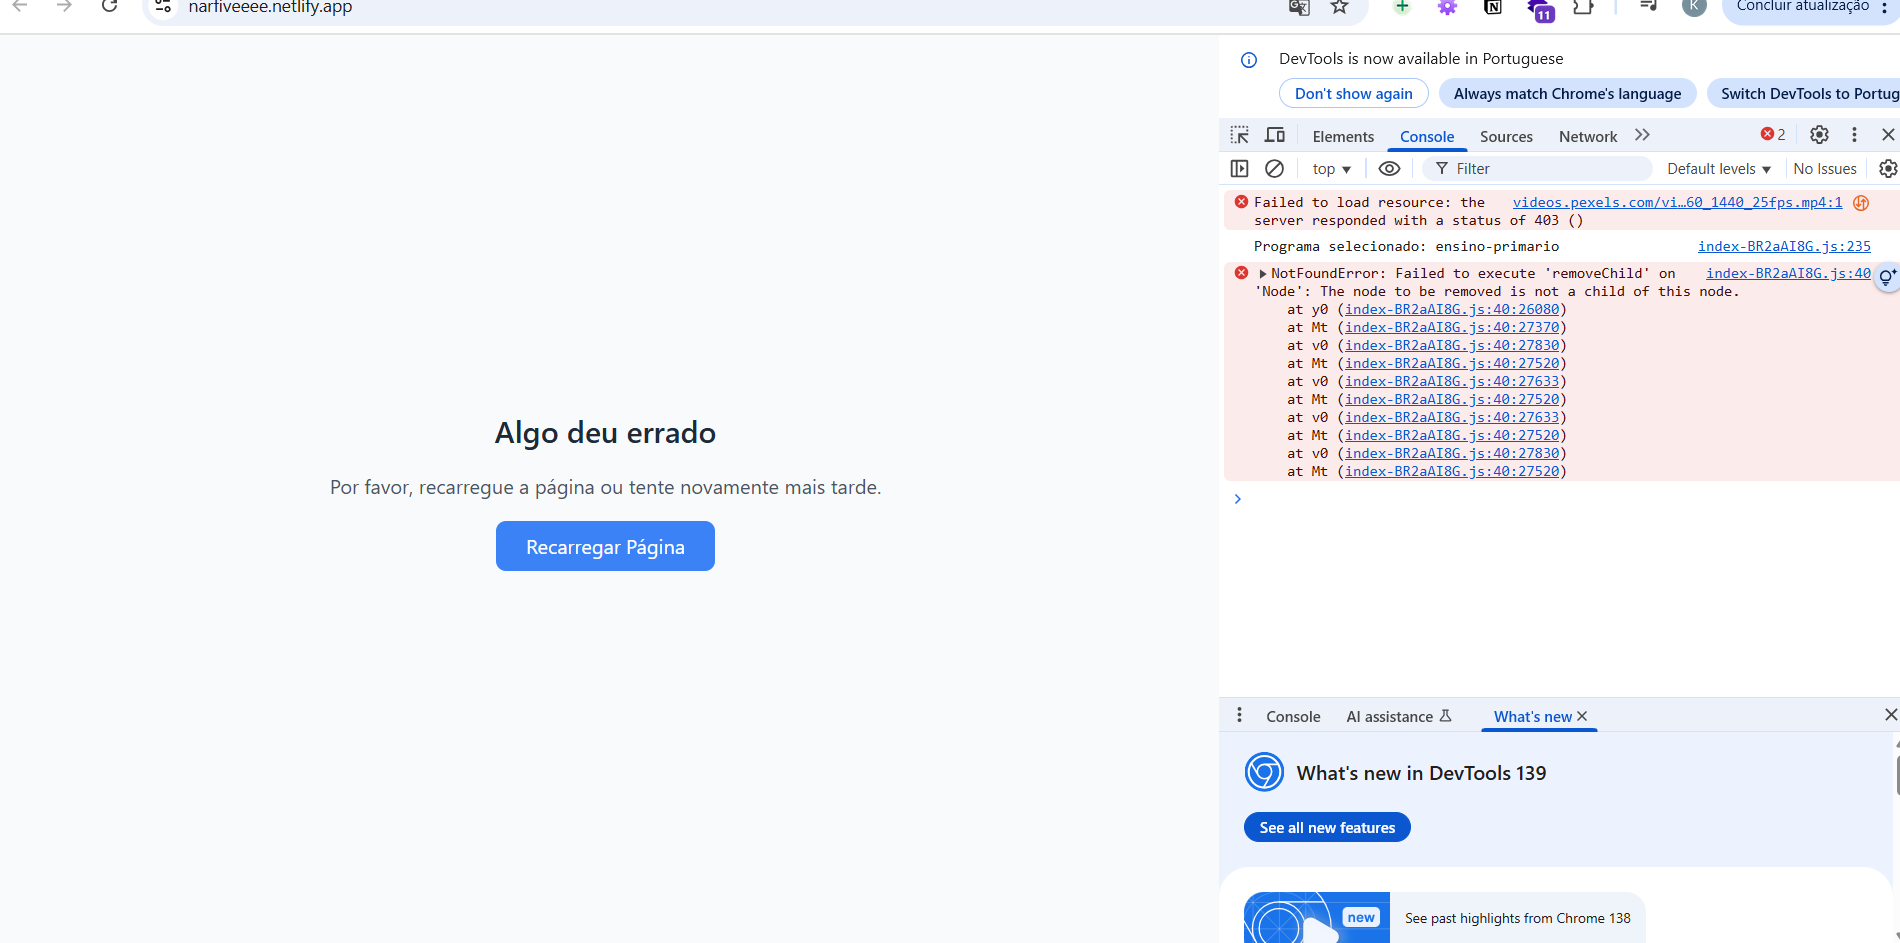 narfiveeee.netlify.app
11
K
Concluir atualização
DevTools is now available in Portuguese
Don't show again
Always match Chrome's language
Switch DevTools to Portug
Elements
Console
Sources
Network
2
top
Filter
Default levels
No Issues
Failed to load resource: the videos.pexels.com/vi…60_1440_25fps.mp4:1
server responded with a status of 403 ()
Programa selecionado: ensino-primario index-BR2aAI8G.js:235
NotFoundError: Failed to execute 'removeChild' on index-BR2aAI8G.js:40
'Node': The node to be removed is not a child of this node.
at y0 (index-BR2aAI8G.js:40:26080)
at Mt (index-BR2aAI8G.js:40:27370)
at v0 (index-BR2aAI8G.js:40:27830)
at Mt (index-BR2aAI8G.js:40:27520)
at v0 (index-BR2aAI8G.js:40:27633)
at Mt (index-BR2aAI8G.js:40:27520)
at v0 (index-BR2aAI8G.js:40:27633)
at Mt (index-BR2aAI8G.js:40:27520)
at v0 (index-BR2aAI8G.js:40:27830)
at Mt (index-BR2aAI8G.js:40:27520)
Algo deu errado
Por favor, recarregue a página ou tente novamente mais tarde.
Recarregar Página
Console
AI assistance
What's new
What's new in DevTools 139
See all new features
new
See past highlights from Chrome 138